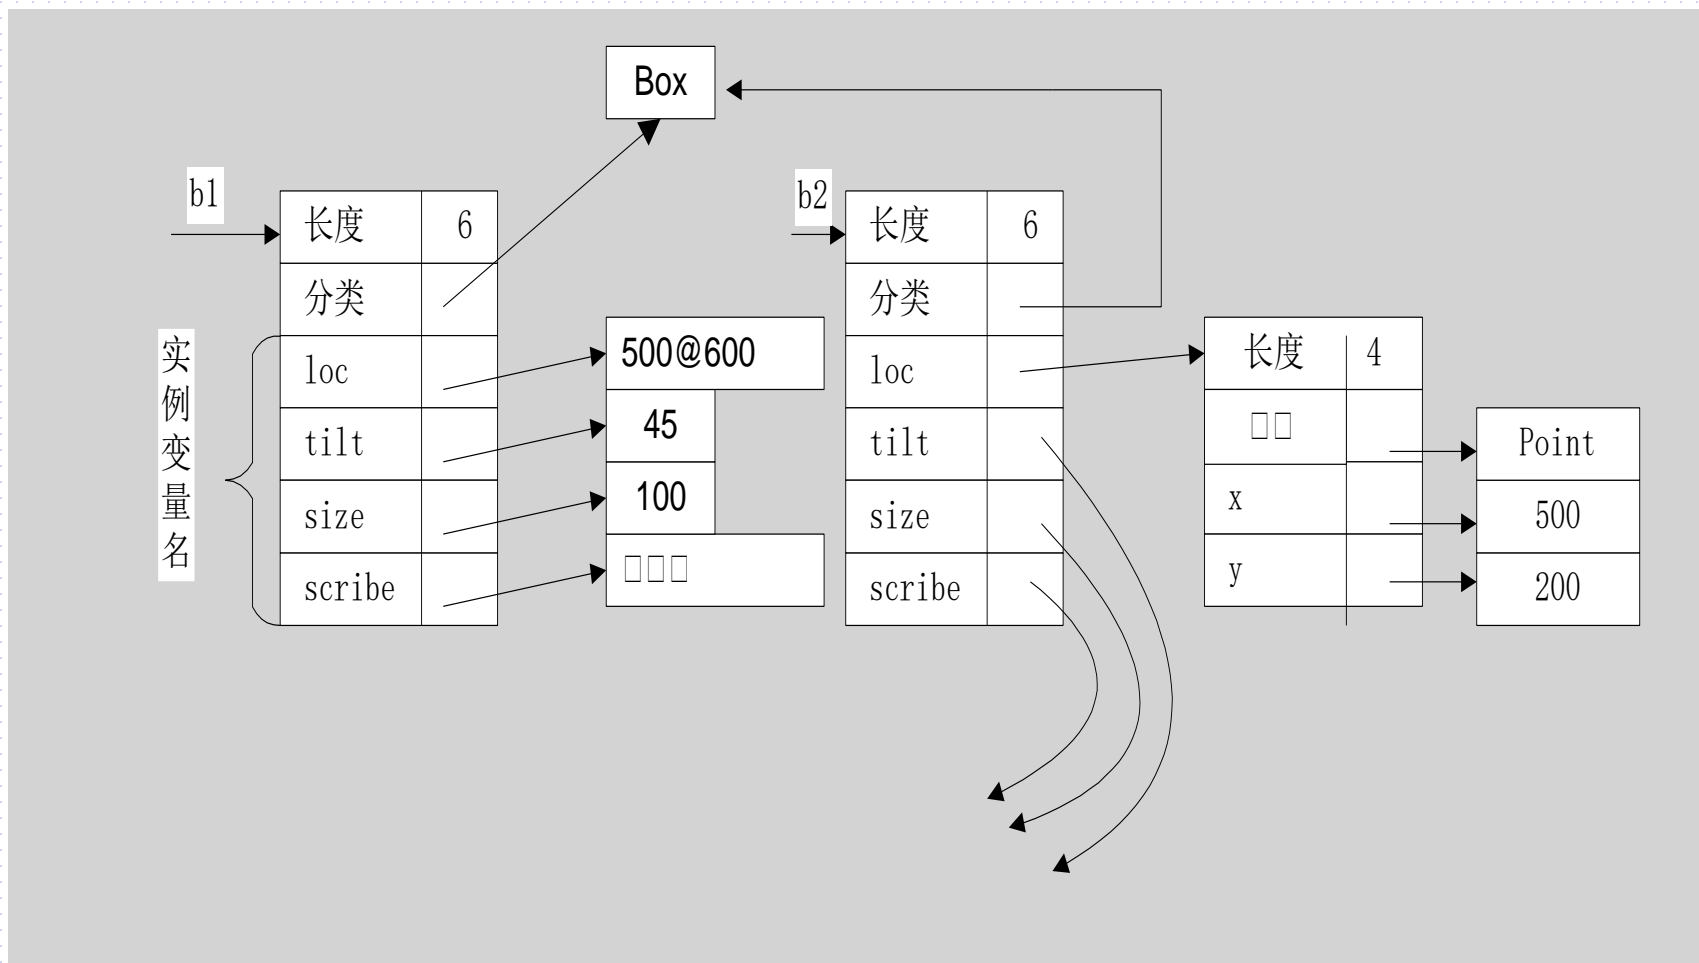 Box
b1
长度 6
分类
loc
tilt
size
scribe
实例变量名
500@600
45
100
b2
长度 6
分类
loc
tilt
size
scribe
长度 4
x
y
Point
500
200